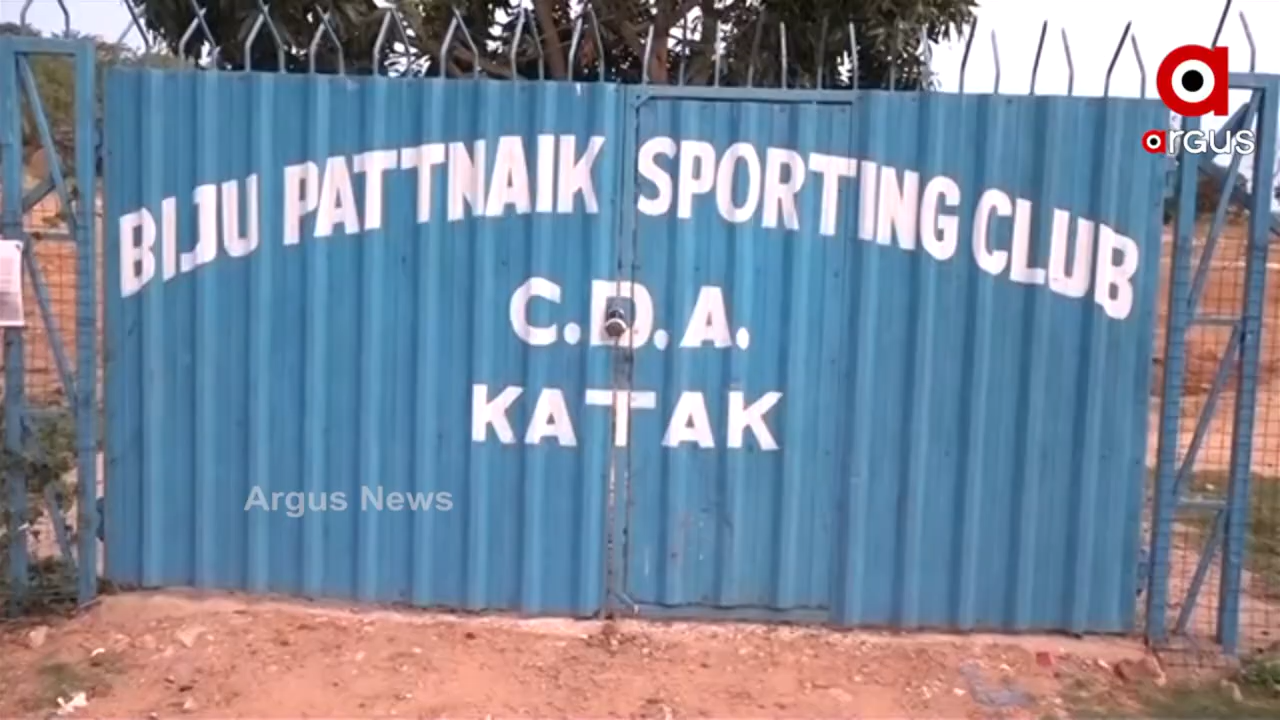 BIJU PATTNAIK SPORTING CLUB
C.D.A.
KATAK
argus
Argus News